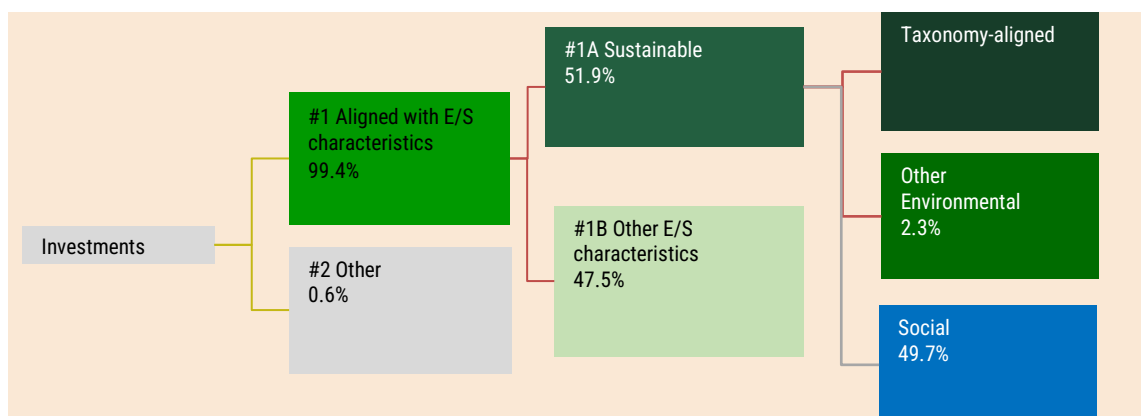 Investments
#1 Aligned with E/S
characteristics
99.4%
#2 Other
0.6%
#1A Sustainable
51.9%
#1B Other E/S
characteristics
47.5%
Taxonomy-aligned
Other
Environmental
2.3%
Social
49.7%